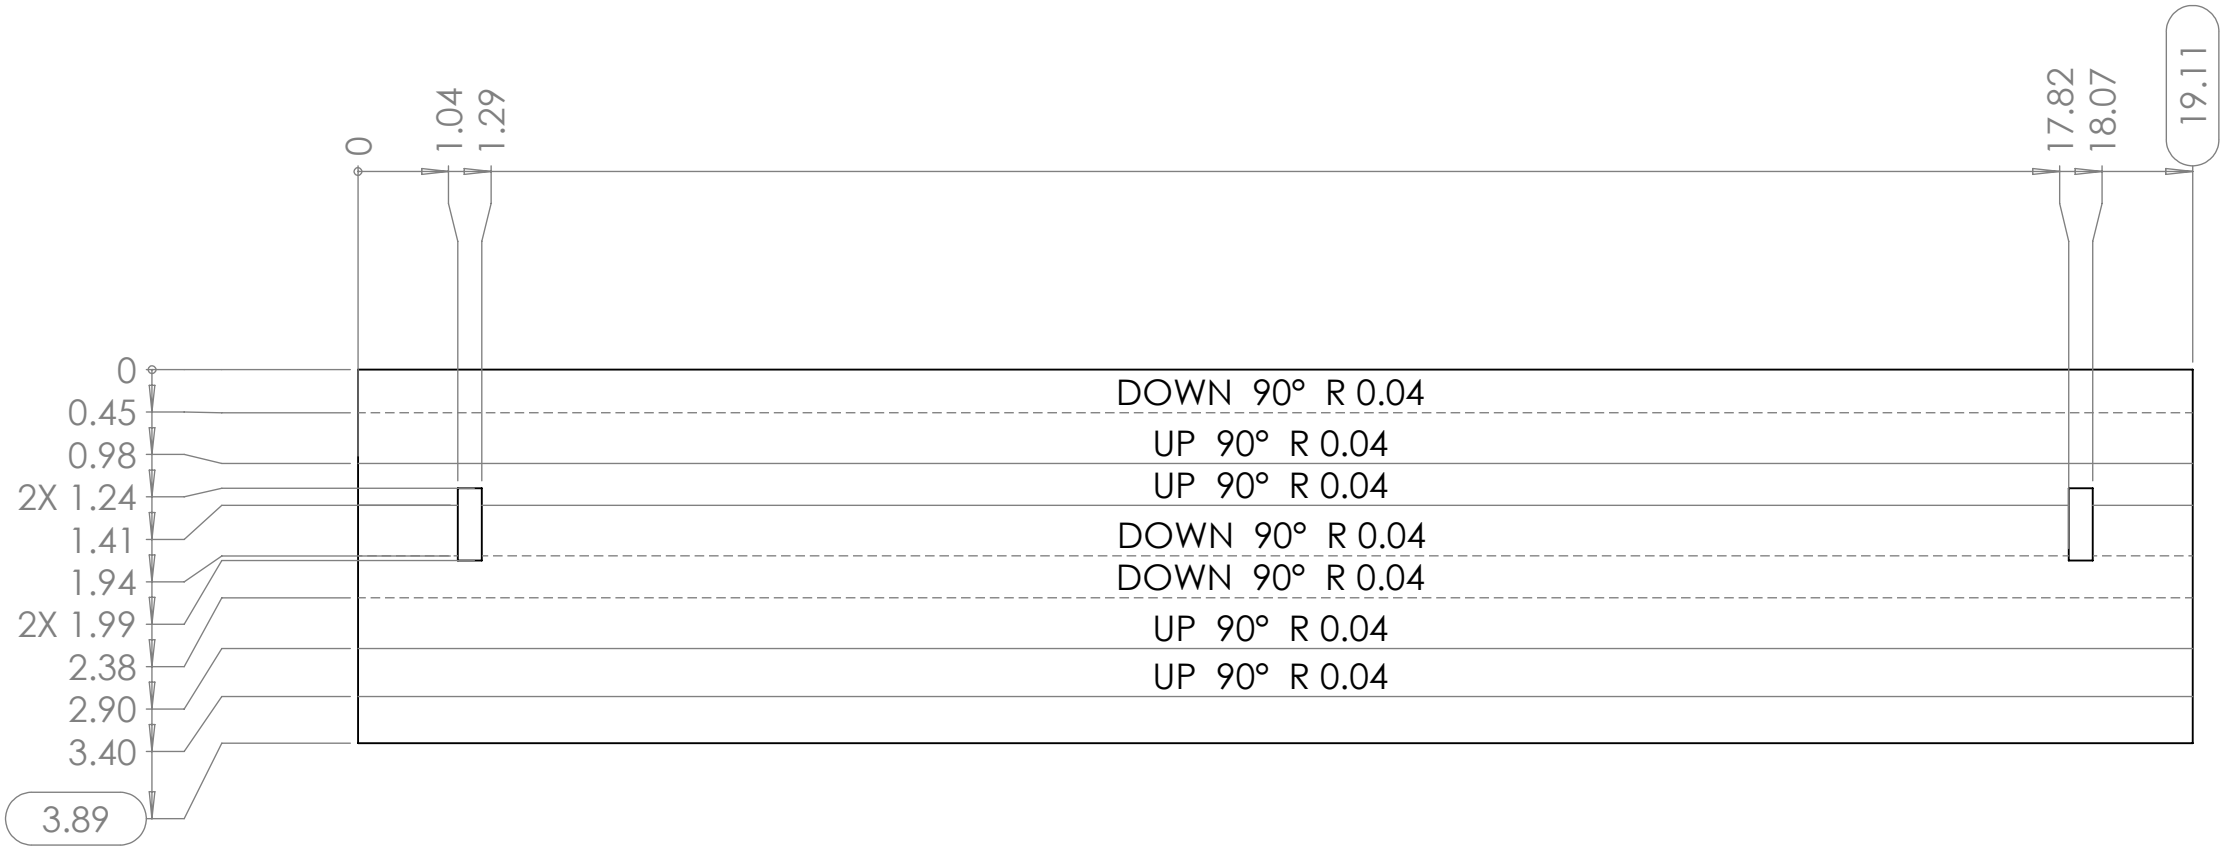 0
1.04
1.29
17.82
18.07
19.11
0
0.45
0.98
2X 1.24
1.41
1.94
2X 1.99
2.38
2.90
3.40
3.89
DOWN 90° R 0.04
UP 90° R 0.04
UP 90° R 0.04
DOWN 90° R 0.04
DOWN 90° R 0.04
UP 90° R 0.04
UP 90° R 0.04